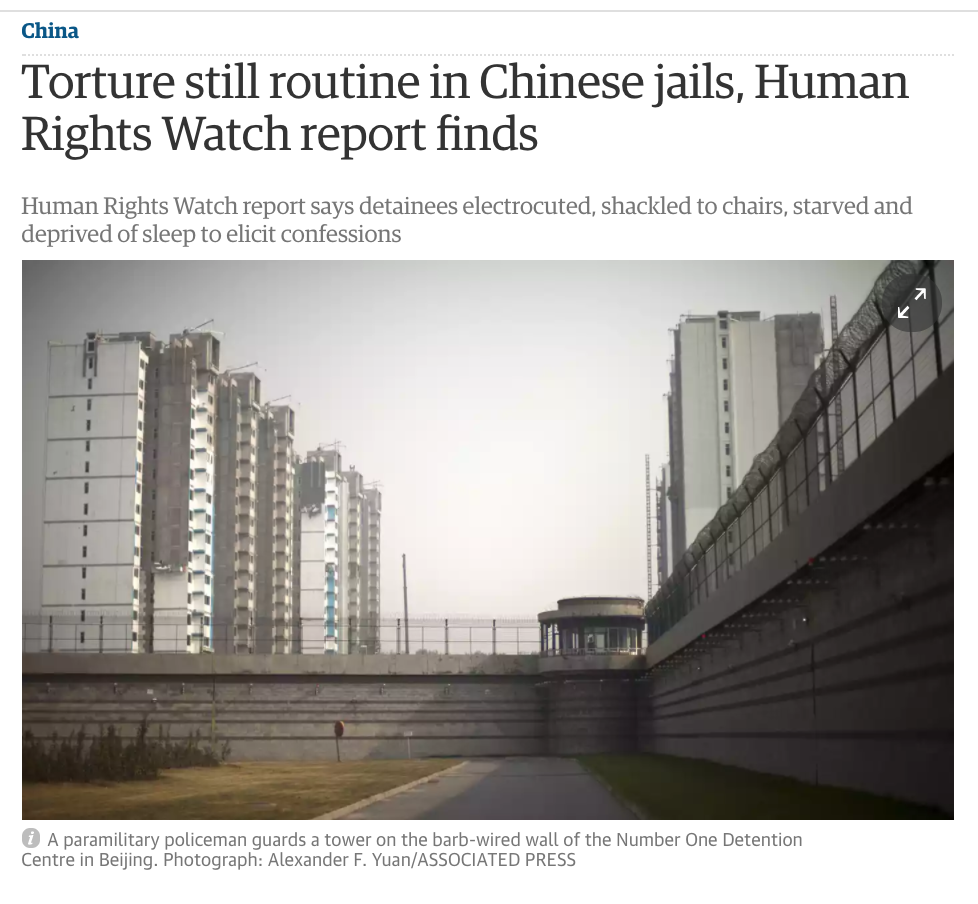 China
Torture still routine in Chinese jails, Human
Rights Watch report finds
Human Rights Watch report says detainees electrocuted, shackled to chairs, starved and
deprived of sleep to elicit confessions
A paramilitary policeman guards a tower on the barb-wired wall of the Number One Detention
Centre in Beijing. Photograph: Alexander F. Yuan/ASSOCIATED PRESS